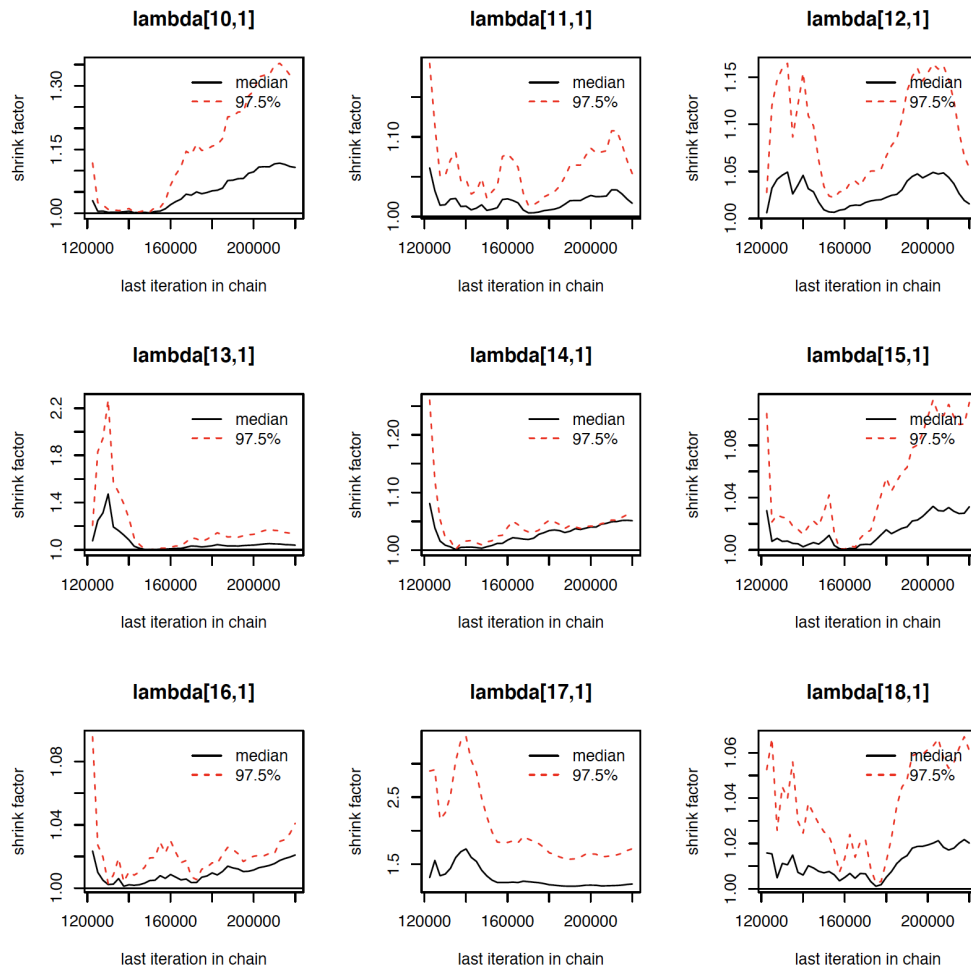 lambda[10,1]
shrink factor
1.00 1.15 1.30
median
97.5%
120000 160000 200000
last iteration in chain
lambda[11,1]
shrink factor
1.00 1.10
median
97.5%
120000 160000 200000
last iteration in chain
lambda[12,1]
shrink factor
1.00 1.05 1.10 1.15
median
97.5%
120000 160000 200000
last iteration in chain
lambda[13,1]
shrink factor
1.0 1.4 1.8 2.2
median
97.5%
120000 160000 200000
last iteration in chain
lambda[14,1]
shrink factor
1.00 1.10 1.20
median
97.5%
120000 160000 200000
last iteration in chain
lambda[15,1]
shrink factor
1.00 1.04 1.08
median
97.5%
120000 160000 200000
last iteration in chain
lambda[16,1]
shrink factor
1.00 1.04 1.08
median
97.5%
120000 160000 200000
last iteration in chain
lambda[17,1]
shrink factor
1.5 2.5
median
97.5%
120000 160000 200000
last iteration in chain
lambda[18,1]
shrink factor
1.00 1.02 1.04 1.06
median
97.5%
120000 160000 200000
last iteration in chain